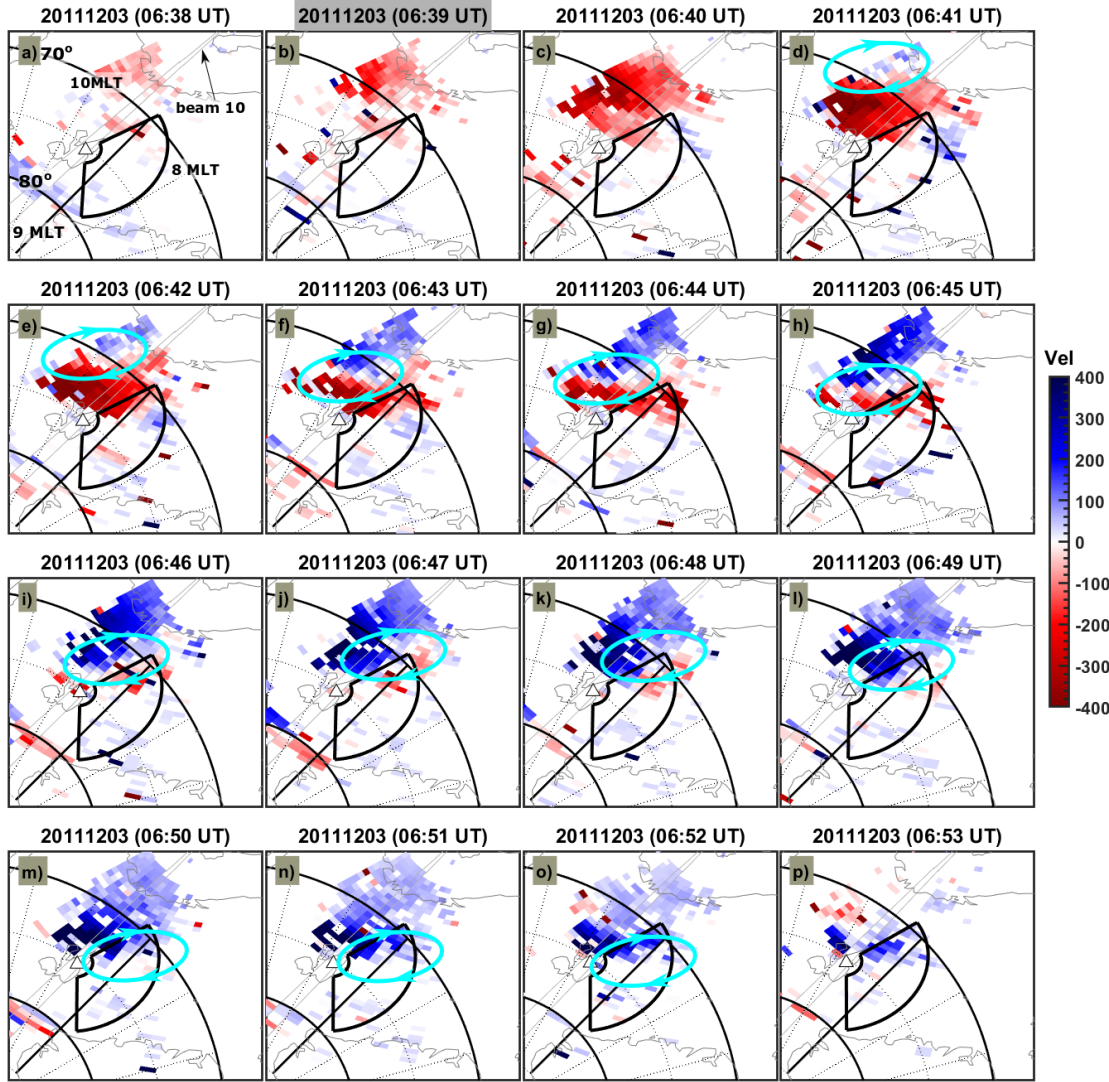 20111203 (06:38 UT)
20111203 (06:39 UT)
20111203 (06:40 UT)
20111203 (06:41 UT)
a)
70°
10MLT
beam 10
8 MLT
80°
9 MLT
b)
c)
d)
20111203 (06:42 UT)
20111203 (06:43 UT)
20111203 (06:44 UT)
20111203 (06:45 UT)
e)
f)
g)
h)
Vel
400
300
200
100
0
-100
-200
-300
-400
20111203 (06:46 UT)
20111203 (06:47 UT)
20111203 (06:48 UT)
20111203 (06:49 UT)
i)
j)
k)
l)
20111203 (06:50 UT)
20111203 (06:51 UT)
20111203 (06:52 UT)
20111203 (06:53 UT)
m)
n)
o)
p)